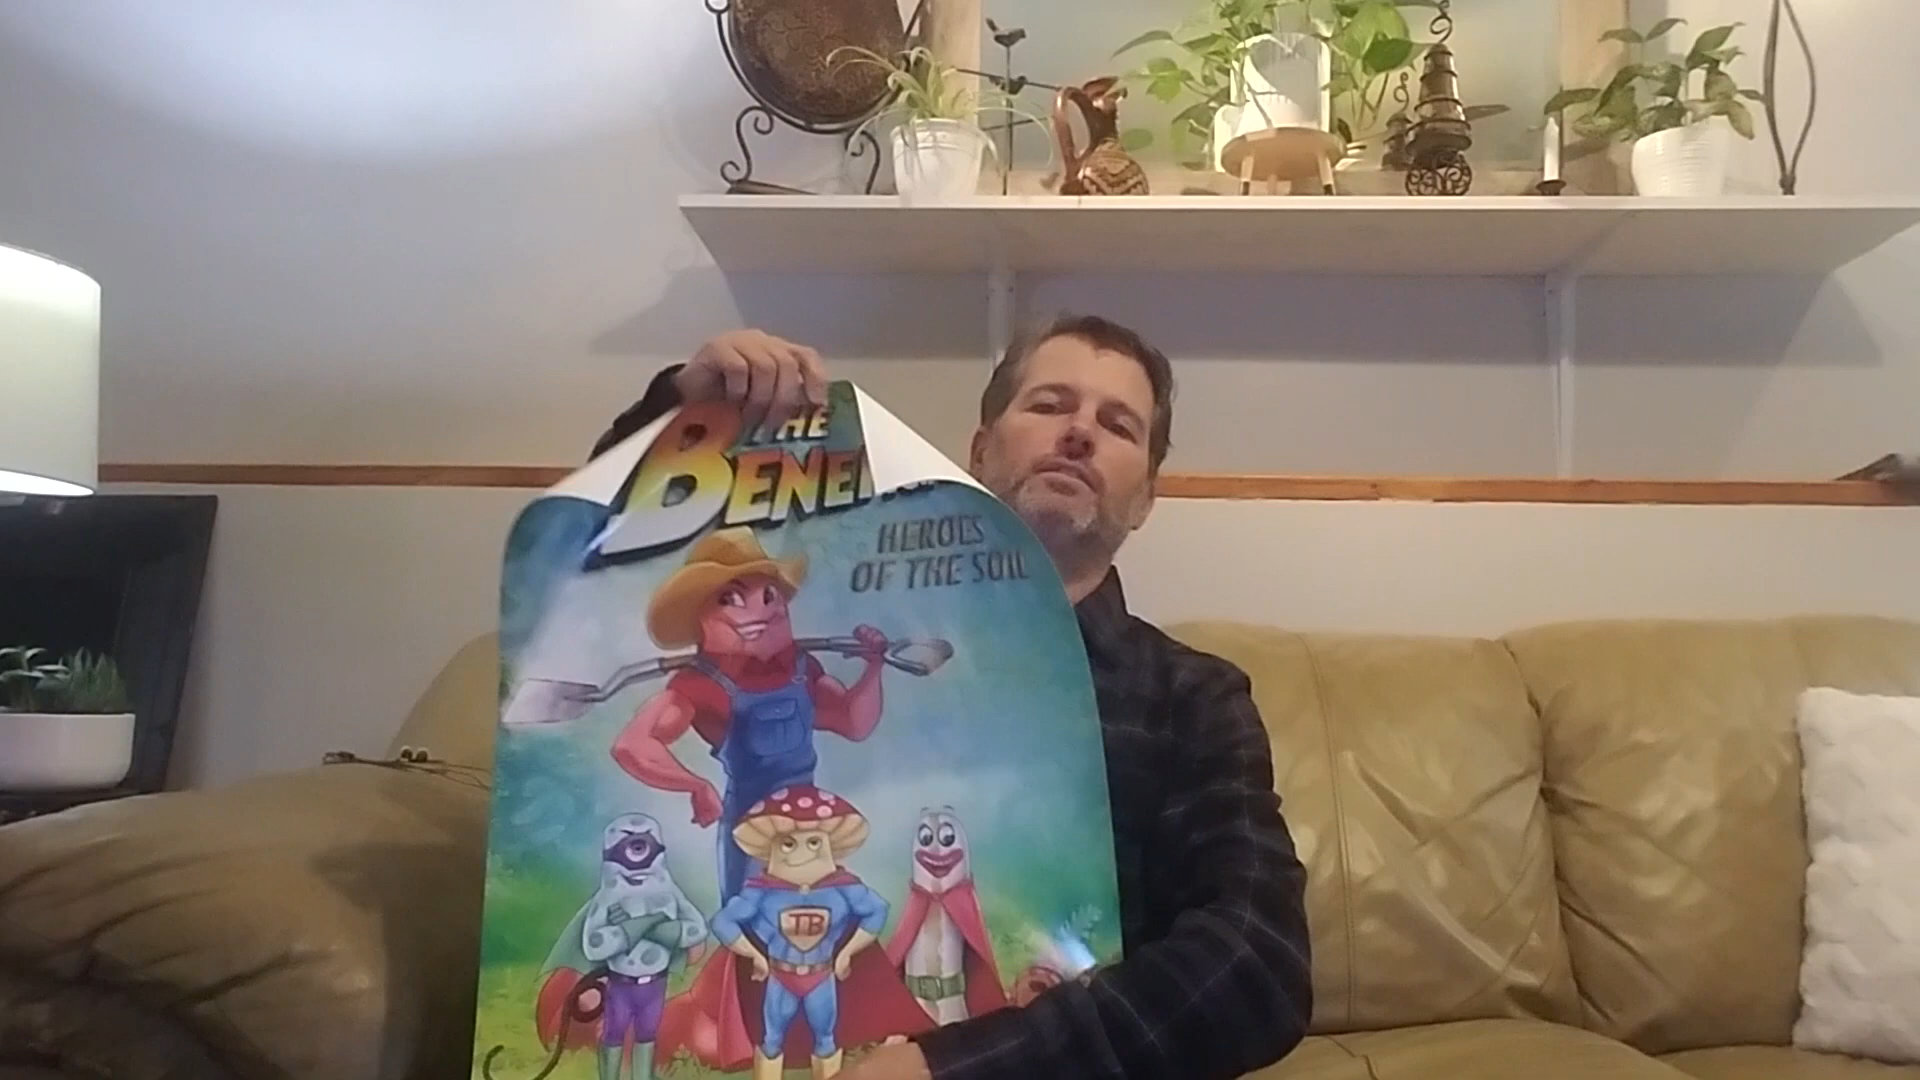 THE
HEROES
OF THE SOIL
TB